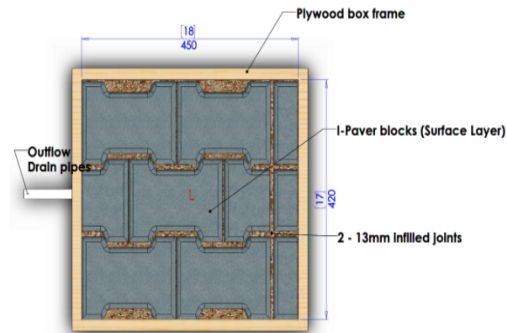 Plywood box frame
[18]
450
I-Paver blocks (Surface Layer)
Outflow
Drain pipes
L
[17]
420
2 - 13mm infilled joints